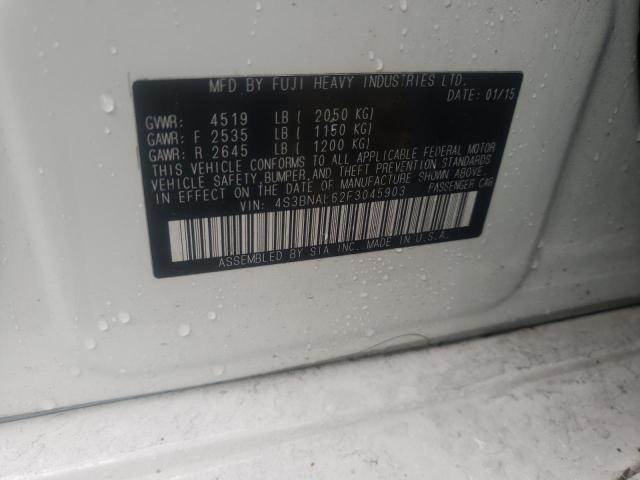 MFD. BY FUJI HEAVY INDUSTRIES LTD.
DATE: 01/15
GVWR: 4519 LB ( 2050 KG)
GAWR: F 2535 LB ( 1150 KG)
GAWR: R 2645 LB ( 1200 KG)
THIS VEHICLE CONFORMS TO ALL APPLICABLE FEDERAL MOTOR
VEHICLE SAFETY, BUMPER, AND THEFT PREVENTION STANDARDS
IN EFFECT ON THE DATE OF MANUFACTURE SHOWN ABOVE.
VIN: 4S3BNAL62F3045903 PASSENGER CAR
ASSEMBLED BY SIA INC. MADE IN U.S.A.